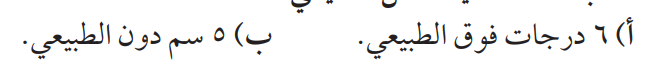 أ) ٦ درجات فوق الطبيعي. ب) ٥ سم دون الطبيعي.